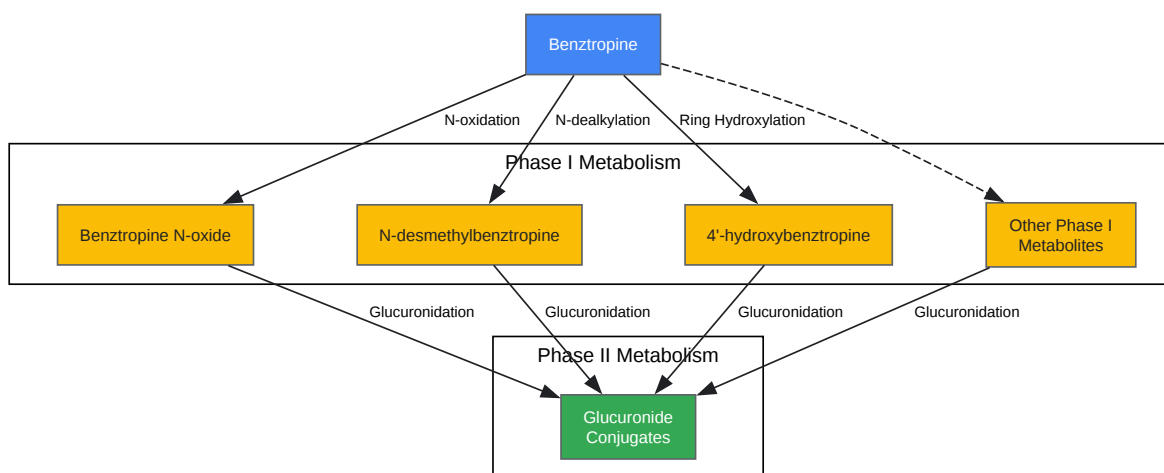 Benztropine
N-oxidation
N-dealkylation
Ring Hydroxylation
Phase I Metabolism
Benztropine N-oxide
N-desmethylbenztropine
4'-hydroxybenztropine
Other Phase I
Metabolites
Glucuronidation
Glucuronidation
Glucuronidation
Glucuronidation
Phase II Metabolism
Glucuronide
Conjugates